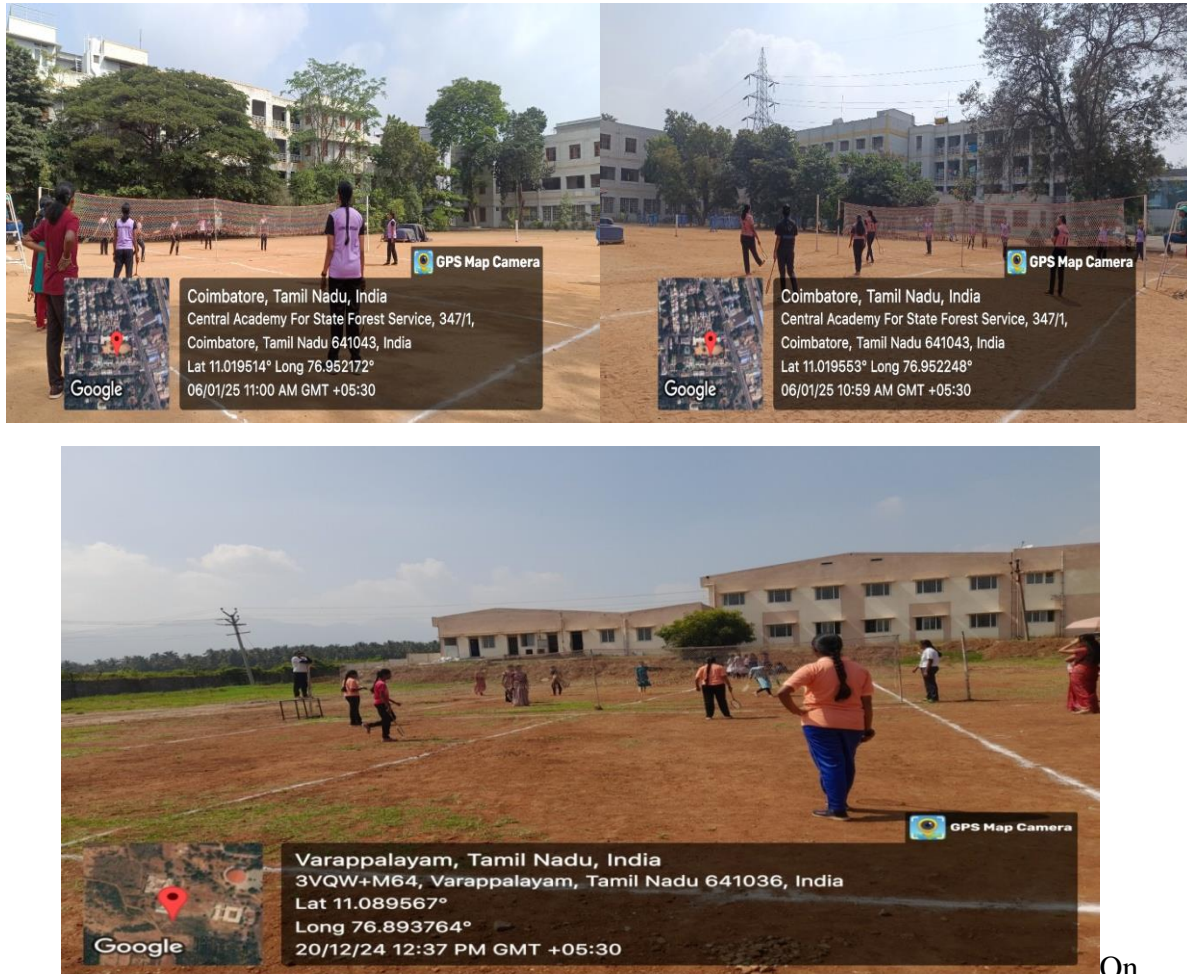 GPS Map Camera
Coimbatore, Tamil Nadu, India
Central Academy For State Forest Service, 347/1,
Coimbatore, Tamil Nadu 641043, India
Lat 11.019514° Long 76.952172°
06/01/25 11:00 AM GMT +05:30
Google
GPS Map Camera
Coimbatore, Tamil Nadu, India
Central Academy For State Forest Service, 347/1,
Coimbatore, Tamil Nadu 641043, India
Lat 11.019553° Long 76.952248°
06/01/25 10:59 AM GMT +05:30
Google
GPS Map Camera
Varappalayam, Tamil Nadu, India
3VQW+M64, Varappalayam, Tamil Nadu 641036, India
Lat 11.089567°
Long 76.893764°
20/12/24 12:37 PM GMT +05:30
Google
On